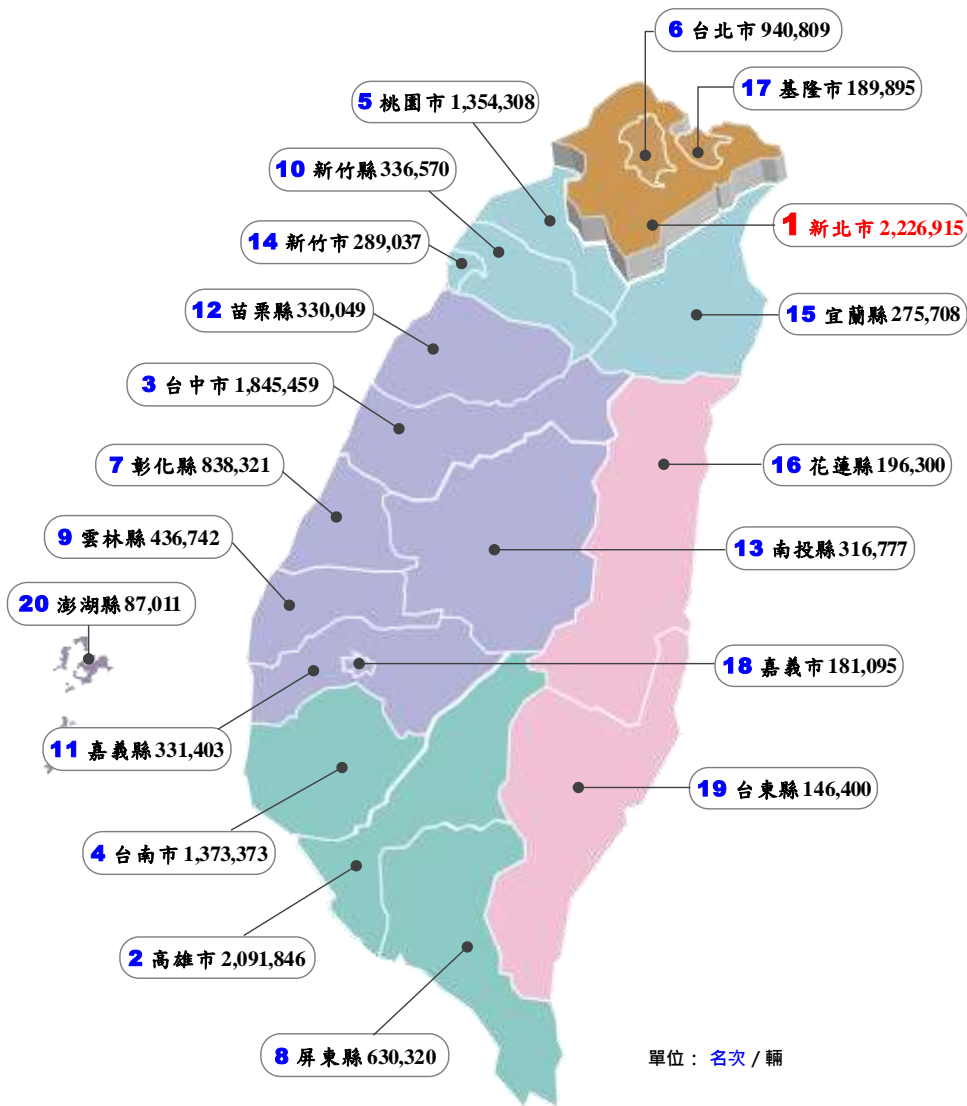 6 台北市 940,809
17 基隆市 189,895
5 桃園市 1,354,308
10 新竹縣 336,570
1 新北市 2,226,915
14 新竹市 289,037
12 苗栗縣 330,049
15 宜蘭縣 275,708
3 台中市 1,845,459
7 彰化縣 838,321
16 花蓮縣 196,300
9 雲林縣 436,742
13 南投縣 316,777
20 澎湖縣 87,011
18 嘉義市 181,095
11 嘉義縣 331,403
19 台東縣 146,400
4 台南市 1,373,373
2 高雄市 2,091,846
8 屏東縣 630,320
單位： 名次 / 輛